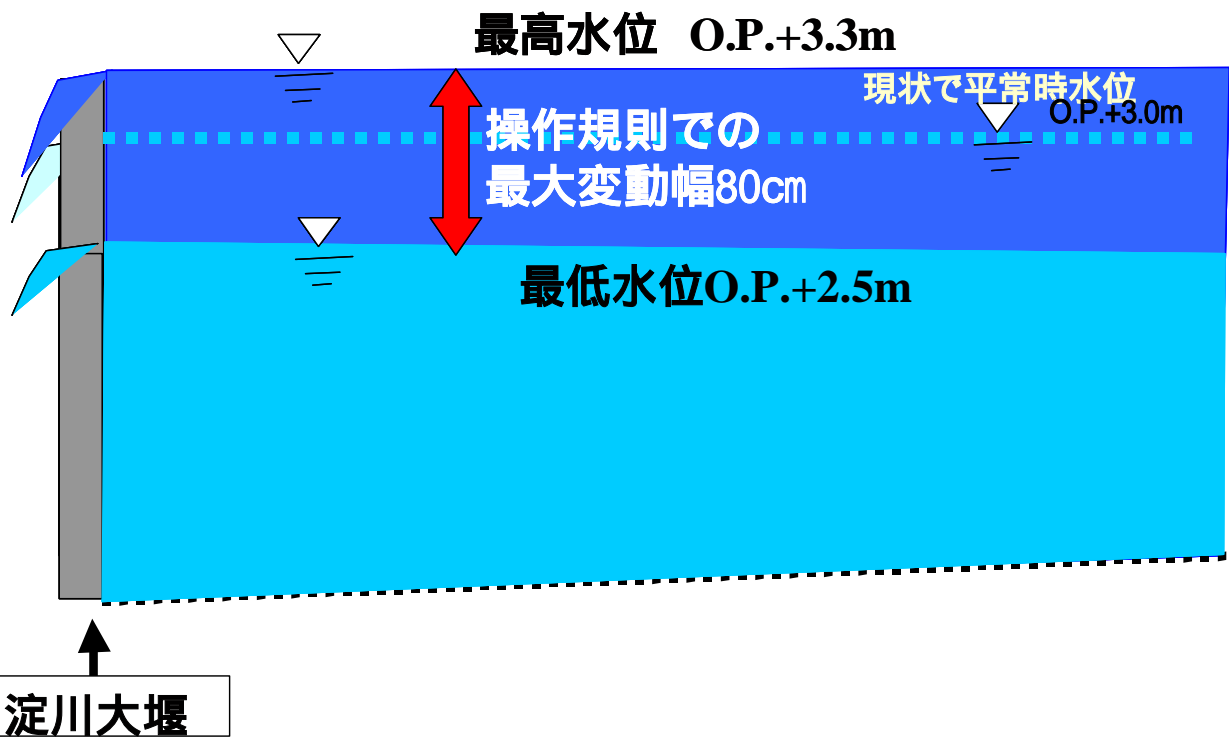 最高水位 O.P.+3.3m
現状で平常時水位
O.P.+3.0m
操作規則での
最大変動幅80cm
最低水位O.P.+2.5m
淀川大堰